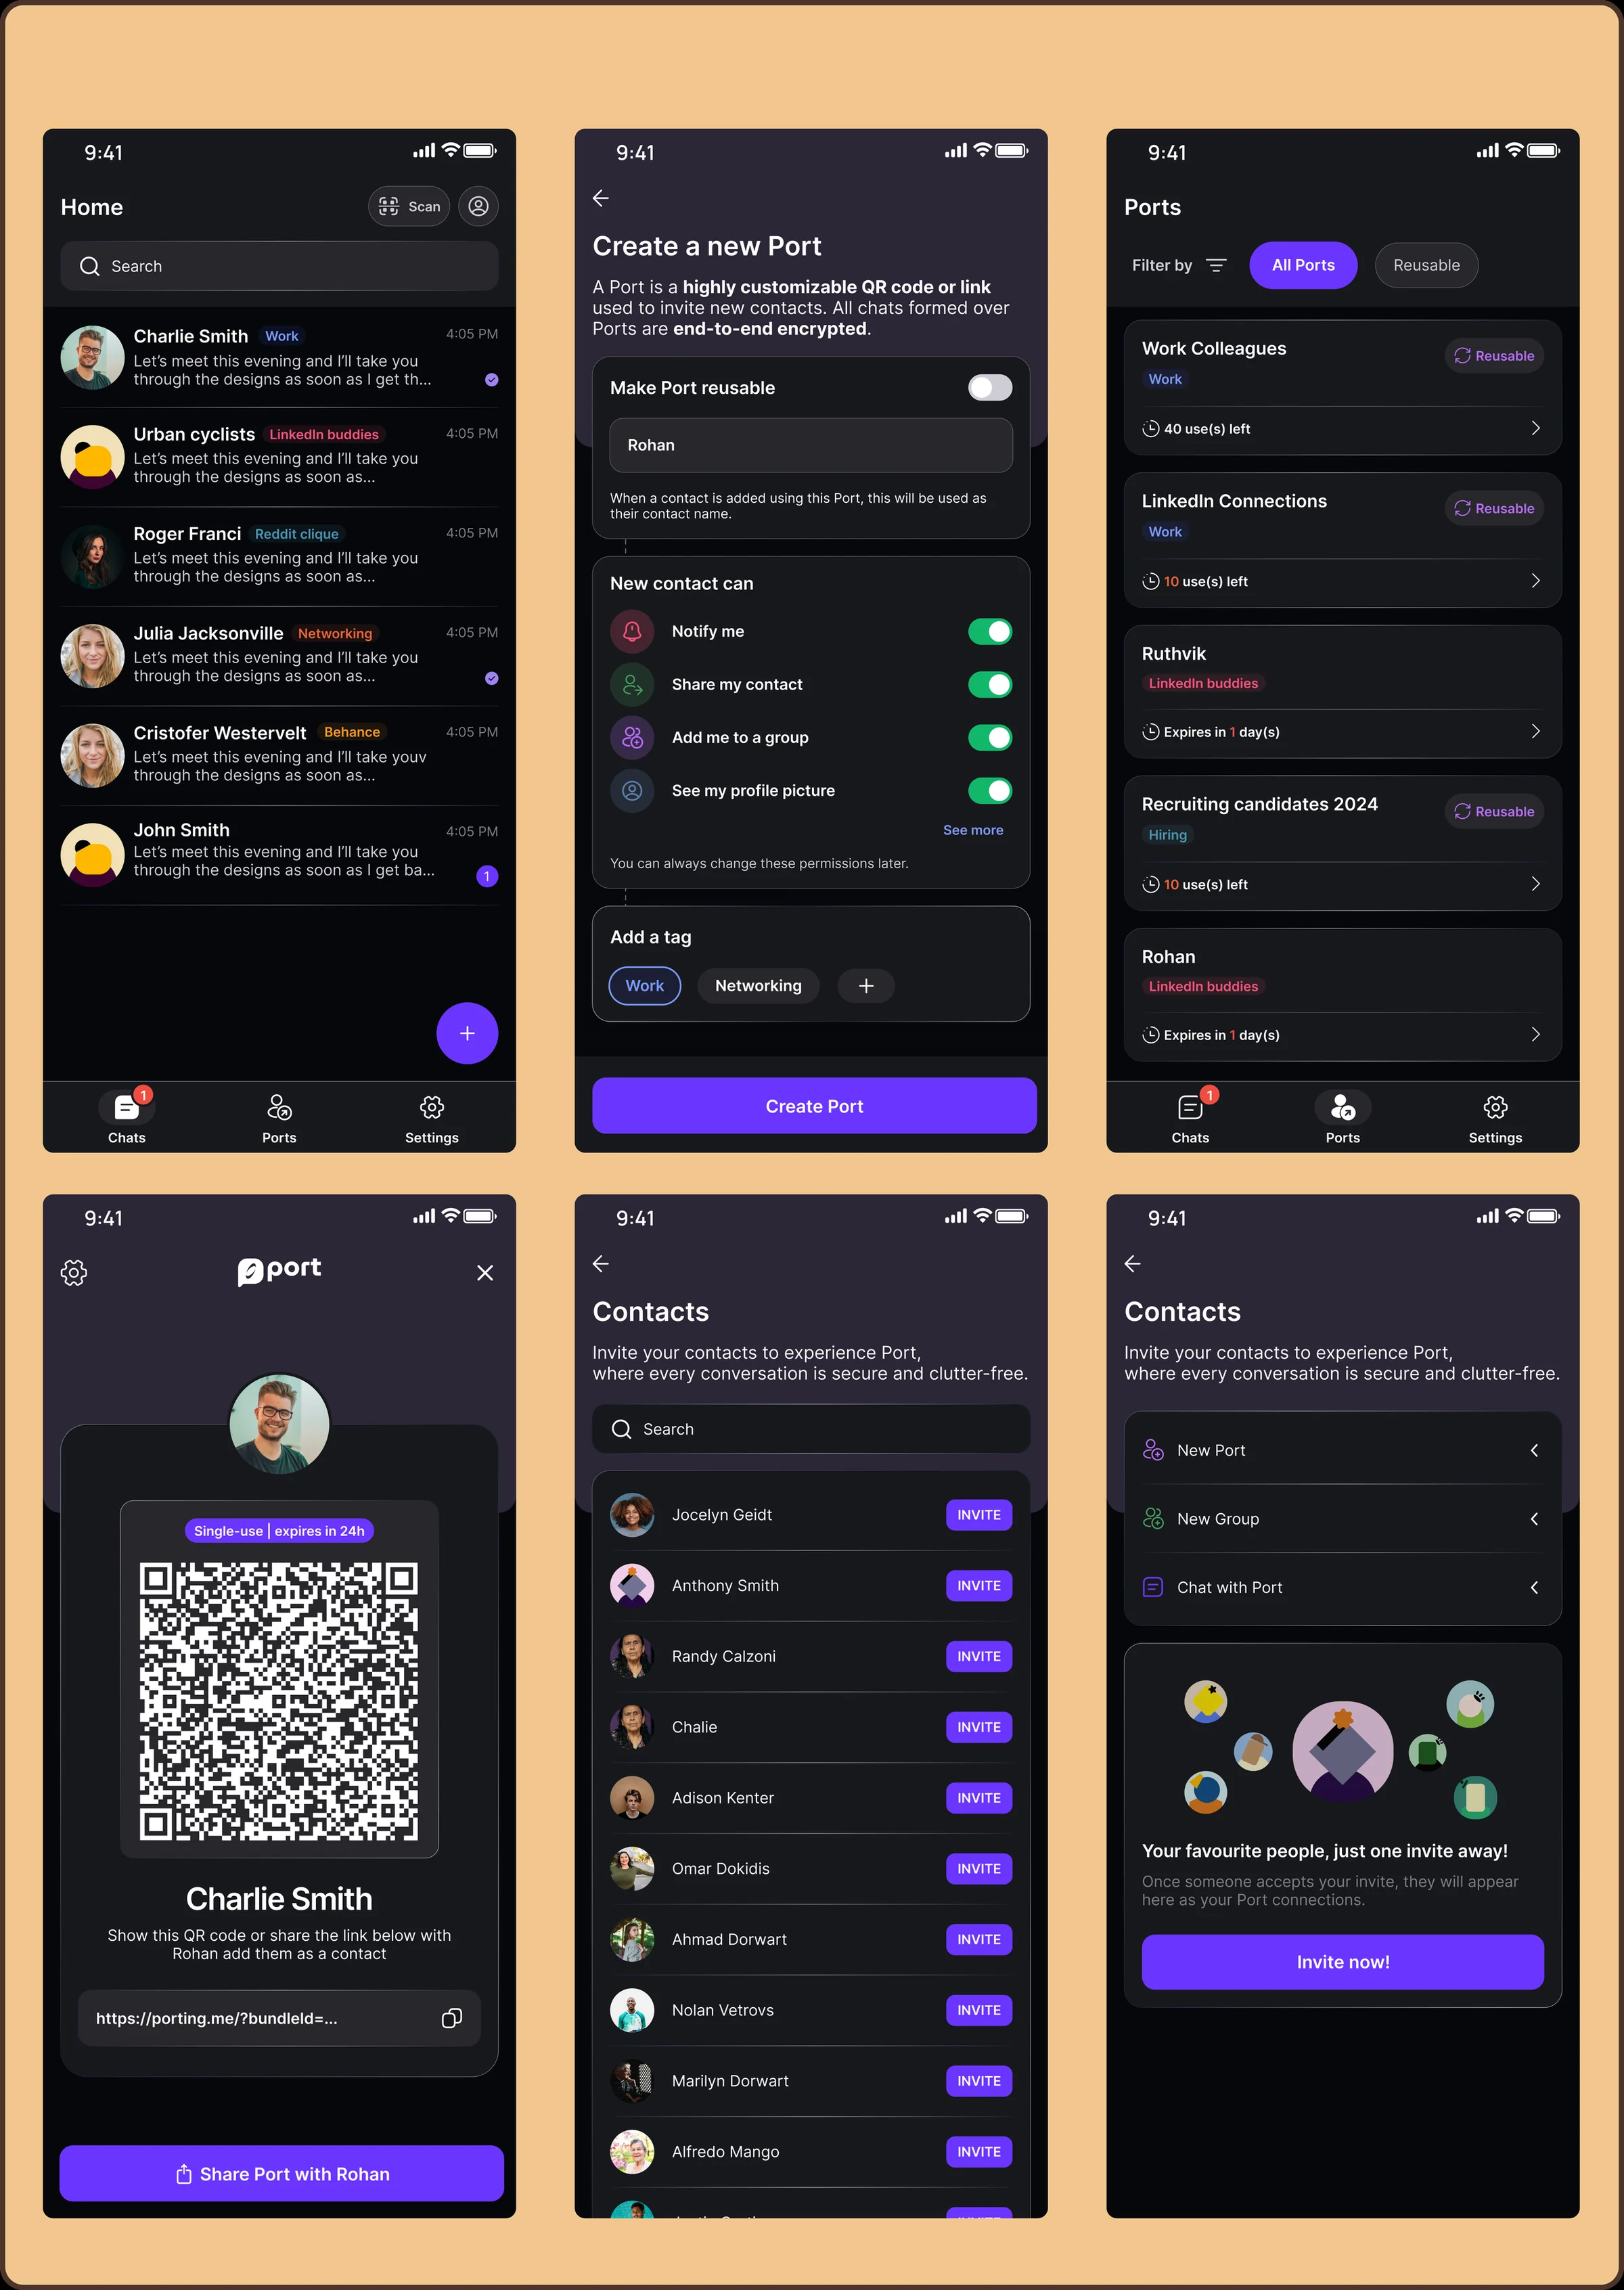 9:41
Home
Scan
Search
Charlie Smith Work 4:05 PM
Let's meet this evening and I'll take you
through the designs as soon as I get th...
Urban cyclists LinkedIn buddies 4:05 PM
Let's meet this evening and I'll take you
through the designs as soon as...
Roger Franci Reddit clique 4:05 PM
Let's meet this evening and I'll take you
through the designs as soon as...
Julia Jacksonville Networking 4:05 PM
Let's meet this evening and I'll take you
through the designs as soon as...
Cristofer Westervelt Behance 4:05 PM
Let's meet this evening and I'll take youv
through the designs as soon as...
John Smith 4:05 PM
Let's meet this evening and I'll take you
through the designs as soon as I get ba...
1
1
Chats Ports Settings
9:41
Create a new Port
A Port is a highly customizable QR code or link
used to invite new contacts. All chats formed over
Ports are end-to-end encrypted.
Make Port reusable
Rohan
When a contact is added using this Port, this will be used as
their contact name.
New contact can
Notify me
Share my contact
Add me to a group
See my profile picture
See more
You can always change these permissions later.
Add a tag
Work Networking
Create Port
9:41
Ports
Filter by All Ports Reusable
Work Colleagues Reusable
Work
40 use(s) left
LinkedIn Connections Reusable
Work
10 use(s) left
Ruthvik
LinkedIn buddies
Expires in 1 day(s)
Recruiting candidates 2024 Reusable
Hiring
10 use(s) left
Rohan
LinkedIn buddies
Expires in 1 day(s)
1
Chats Ports Settings
9:41
port
Single-use | expires in 24h
Charlie Smith
Show this QR code or share the link below with
Rohan add them as a contact
https://porting.me/?bundleId=...
Share Port with Rohan
9:41
Contacts
Invite your contacts to experience Port,
where every conversation is secure and clutter-free.
Search
Jocelyn Geidt INVITE
Anthony Smith INVITE
Randy Calzoni INVITE
Chalie INVITE
Adison Kenter INVITE
Omar Dokidis INVITE
Ahmad Dorwart INVITE
Nolan Vetrovs INVITE
Marilyn Dorwart INVITE
Alfredo Mango INVITE
9:41
Contacts
Invite your contacts to experience Port,
where every conversation is secure and clutter-free.
New Port
New Group
Chat with Port
Your favourite people, just one invite away!
Once someone accepts your invite, they will appear
here as your Port connections.
Invite now!